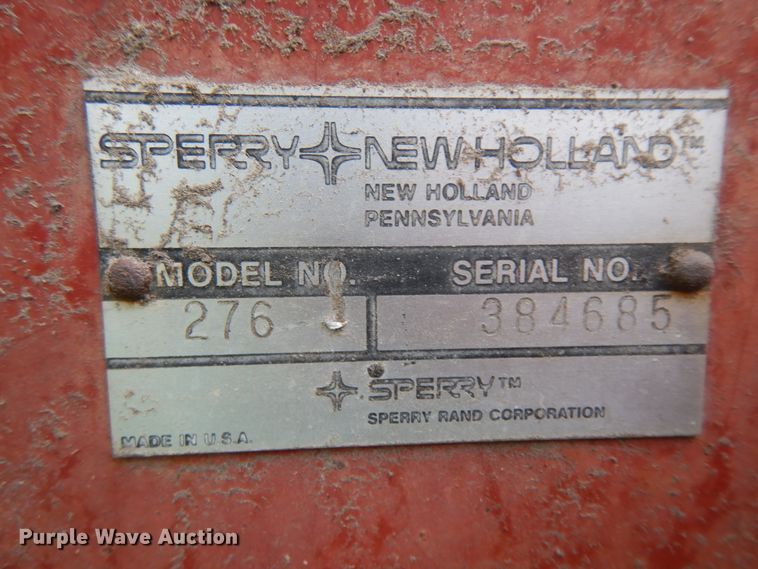 SPERRY NEW HOLLAND™
NEW HOLLAND
PENNSYLVANIA
MODEL NO. SERIAL NO.
276 384685
SPERRY™
SPERRY RAND CORPORATION
MADE IN U.S.A.
Purple Wave Auction